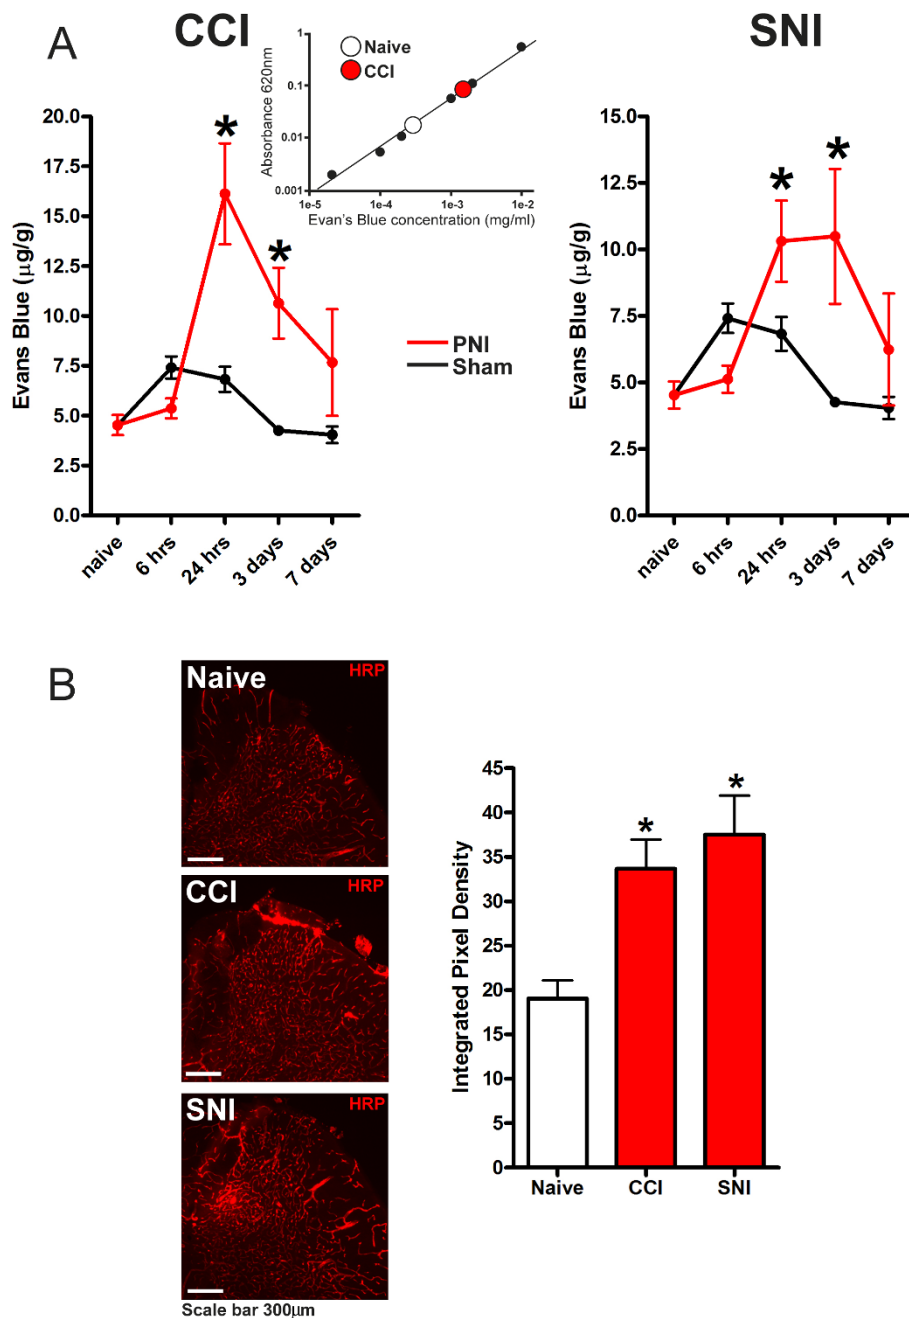 A
CCI
SNI
Naive
CCI
Absorbance 620nm
1
0.1
0.01
0.001
1e-5
1e-4
1e-3
1e-2
Evan's Blue concentration (mg/ml)
Evans Blue (μg/g)
20.0
17.5
15.0
12.5
10.0
7.5
5.0
2.5
0.0
*
*
naive
6 hrs
24 hrs
3 days
7 days
PNI
Sham
Evans Blue (μg/g)
15.0
12.5
10.0
7.5
5.0
2.5
0.0
*
*
naive
6 hrs
24 hrs
3 days
7 days
B
Naive HRP
CCI HRP
SNI HRP
Scale bar 300μm
Integrated Pixel Density
45
40
35
30
25
20
15
10
5
0
*
*
Naive
CCI
SNI